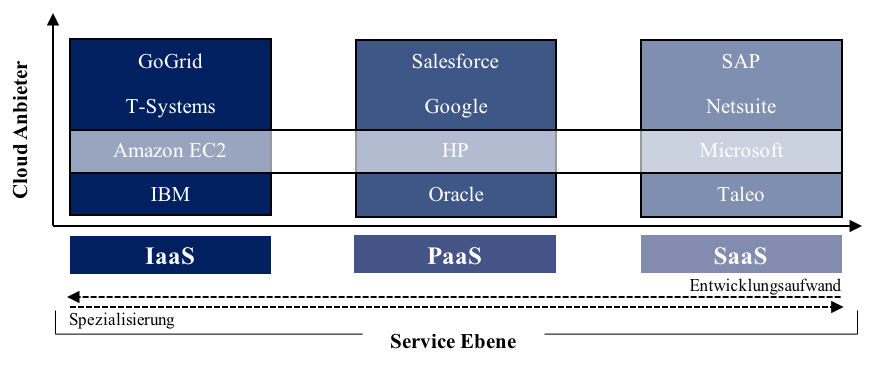 Cloud Anbieter
GoGrid
Salesforce
SAP
T-Systems
Google
Netsuite
Amazon EC2
HP
Microsoft
IBM
Oracle
Taleo
IaaS
PaaS
SaaS
Entwicklungsaufwand
Spezialisierung
Service Ebene